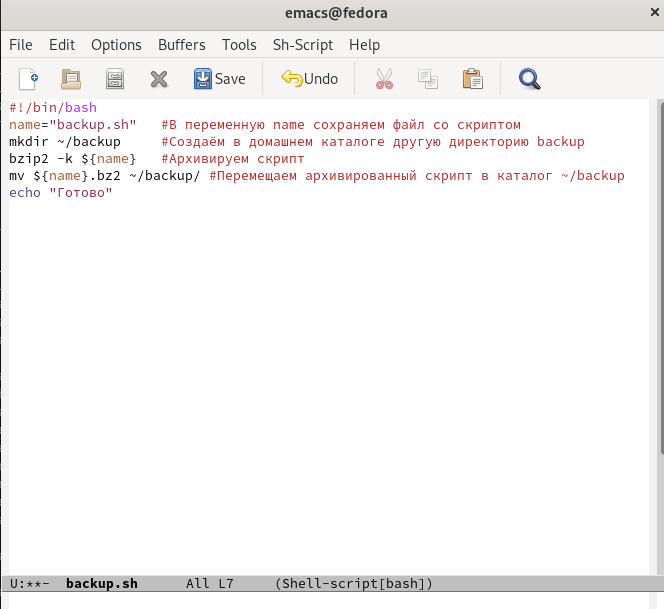 emacs@fedora
File Edit Options Buffers Tools Sh-Script Help
Save Undo
#!/bin/bash
name="backup.sh"   #В переменную name сохраняем файл со скриптом
mkdir ~/backup     #Создаём в домашнем каталоге другую директорию backup
bzip2 -k ${name}   #Архивируем скрипт
mv ${name}.bz2 ~/backup/ #Перемещаем архивированный скрипт в каталог ~/backup
echo "Готово"
U:**-  backup.sh      All L7     (Shell-script[bash])